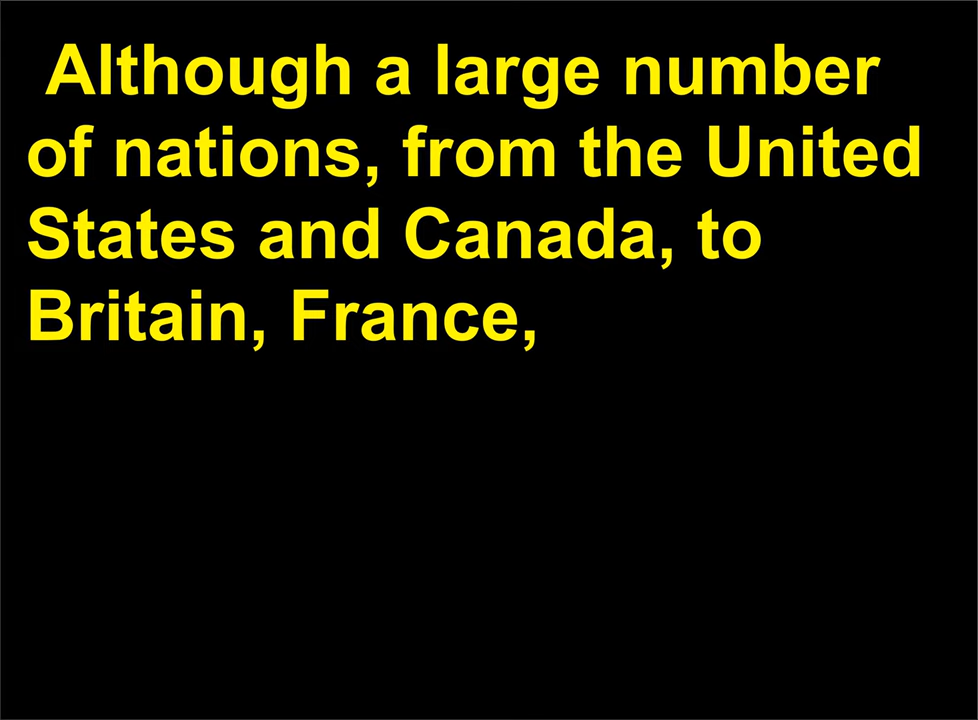 Although a large number
of nations, from the United
States and Canada, to
Britain, France,